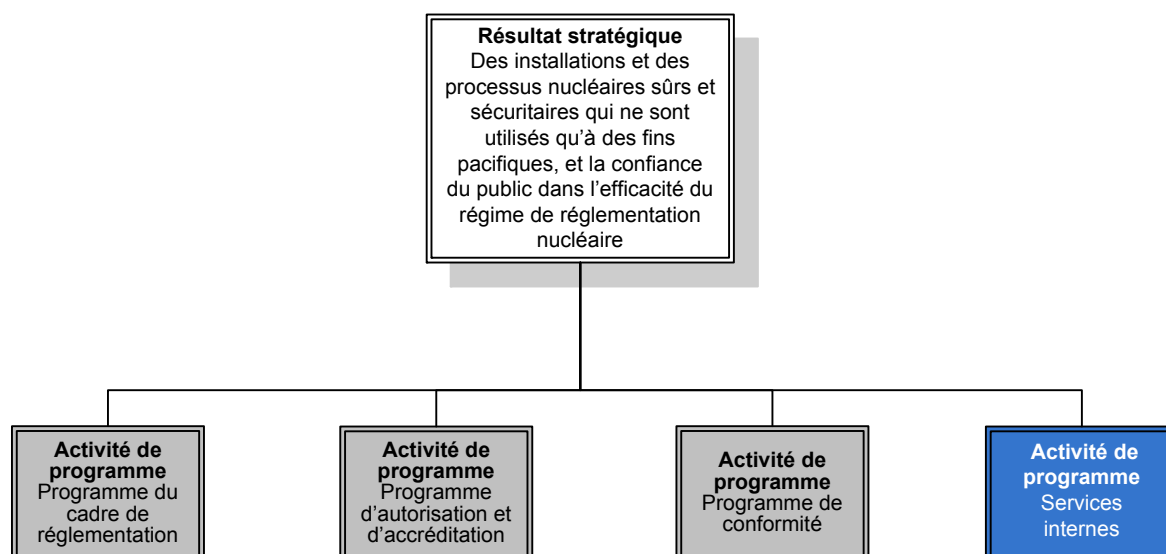 Résultat stratégique
Des installations et des
processus nucléaires sûrs et
sécuritaires qui ne sont
utilisés qu’à des fins
pacifiques, et la confiance
du public dans l’efficacité du
régime de réglementation
nucléaire
Activité de
programme
Programme du
cadre de
réglementation
Activité de
programme
Programme
d’autorisation et
d’accréditation
Activité de
programme
Programme de
conformité
Activité de
programme
Services
internes